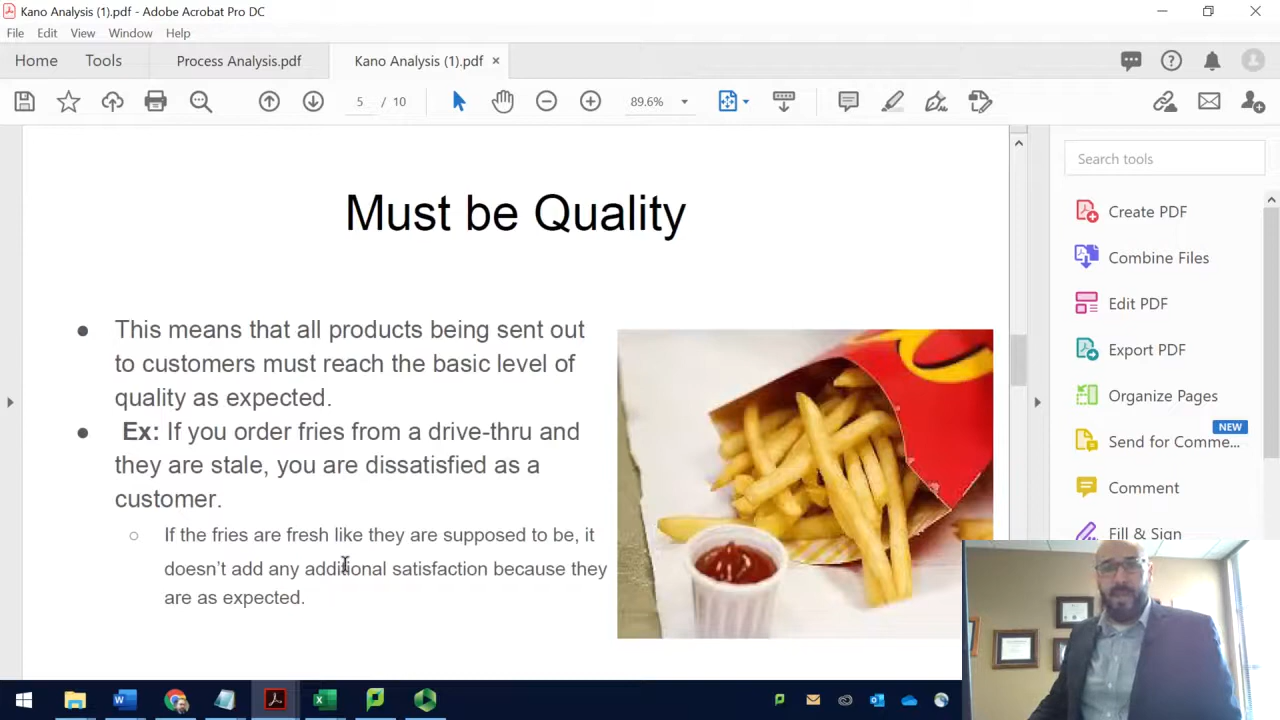 Kano Analysis (1).pdf - Adobe Acrobat Pro DC
File Edit View Window Help
Home Tools Process Analysis.pdf Kano Analysis (1).pdf ×
5 / 10 89.6%
Must be Quality
● This means that all products being sent out
to customers must reach the basic level of
quality as expected.
● Ex: If you order fries from a drive-thru and
they are stale, you are dissatisfied as a
customer.
○ If the fries are fresh like they are supposed to be, it
doesn't add any additional satisfaction because they
are as expected.
Search tools
Create PDF
Combine Files
Edit PDF
Export PDF
Organize Pages
NEW
Send for Comme...
Comment
Fill & Sign